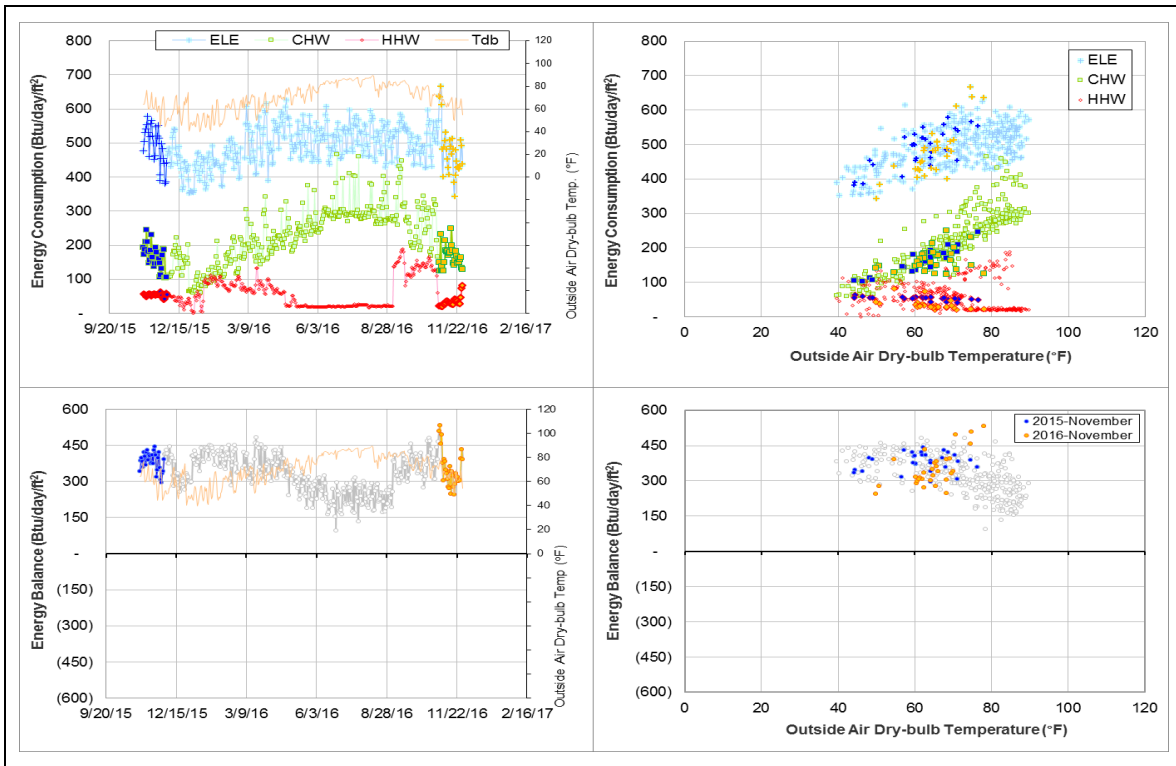 ELE CHW HHW Tdb
800
700
600
500
400
300
200
100
-
Energy Consumption (Btu/day/ft²)
120
100
80
60
40
20
0
Outside Air Dry-bulb Temp. (°F)
9/20/15 12/15/15 3/9/16 6/3/16 8/28/16 11/22/16 2/16/17
800
700
600
500
400
300
200
100
-
Energy Consumption (Btu/day/ft²)
ELE
CHW
HHW
0 20 40 60 80 100 120
Outside Air Dry-bulb Temperature (°F)
600
450
300
150
-
(150)
(300)
(450)
(600)
Energy Balance (Btu/day/ft²)
120
100
80
60
40
20
0
Outside Air Dry-bulb Temp (°F)
9/20/15 12/15/15 3/9/16 6/3/16 8/28/16 11/22/16 2/16/17
600
450
300
150
-
(150)
(300)
(450)
(600)
Energy Balance (Btu/day/ft²)
2015-November
2016-November
0 20 40 60 80 100 120
Outside Air Dry-bulb Temperature (°F)